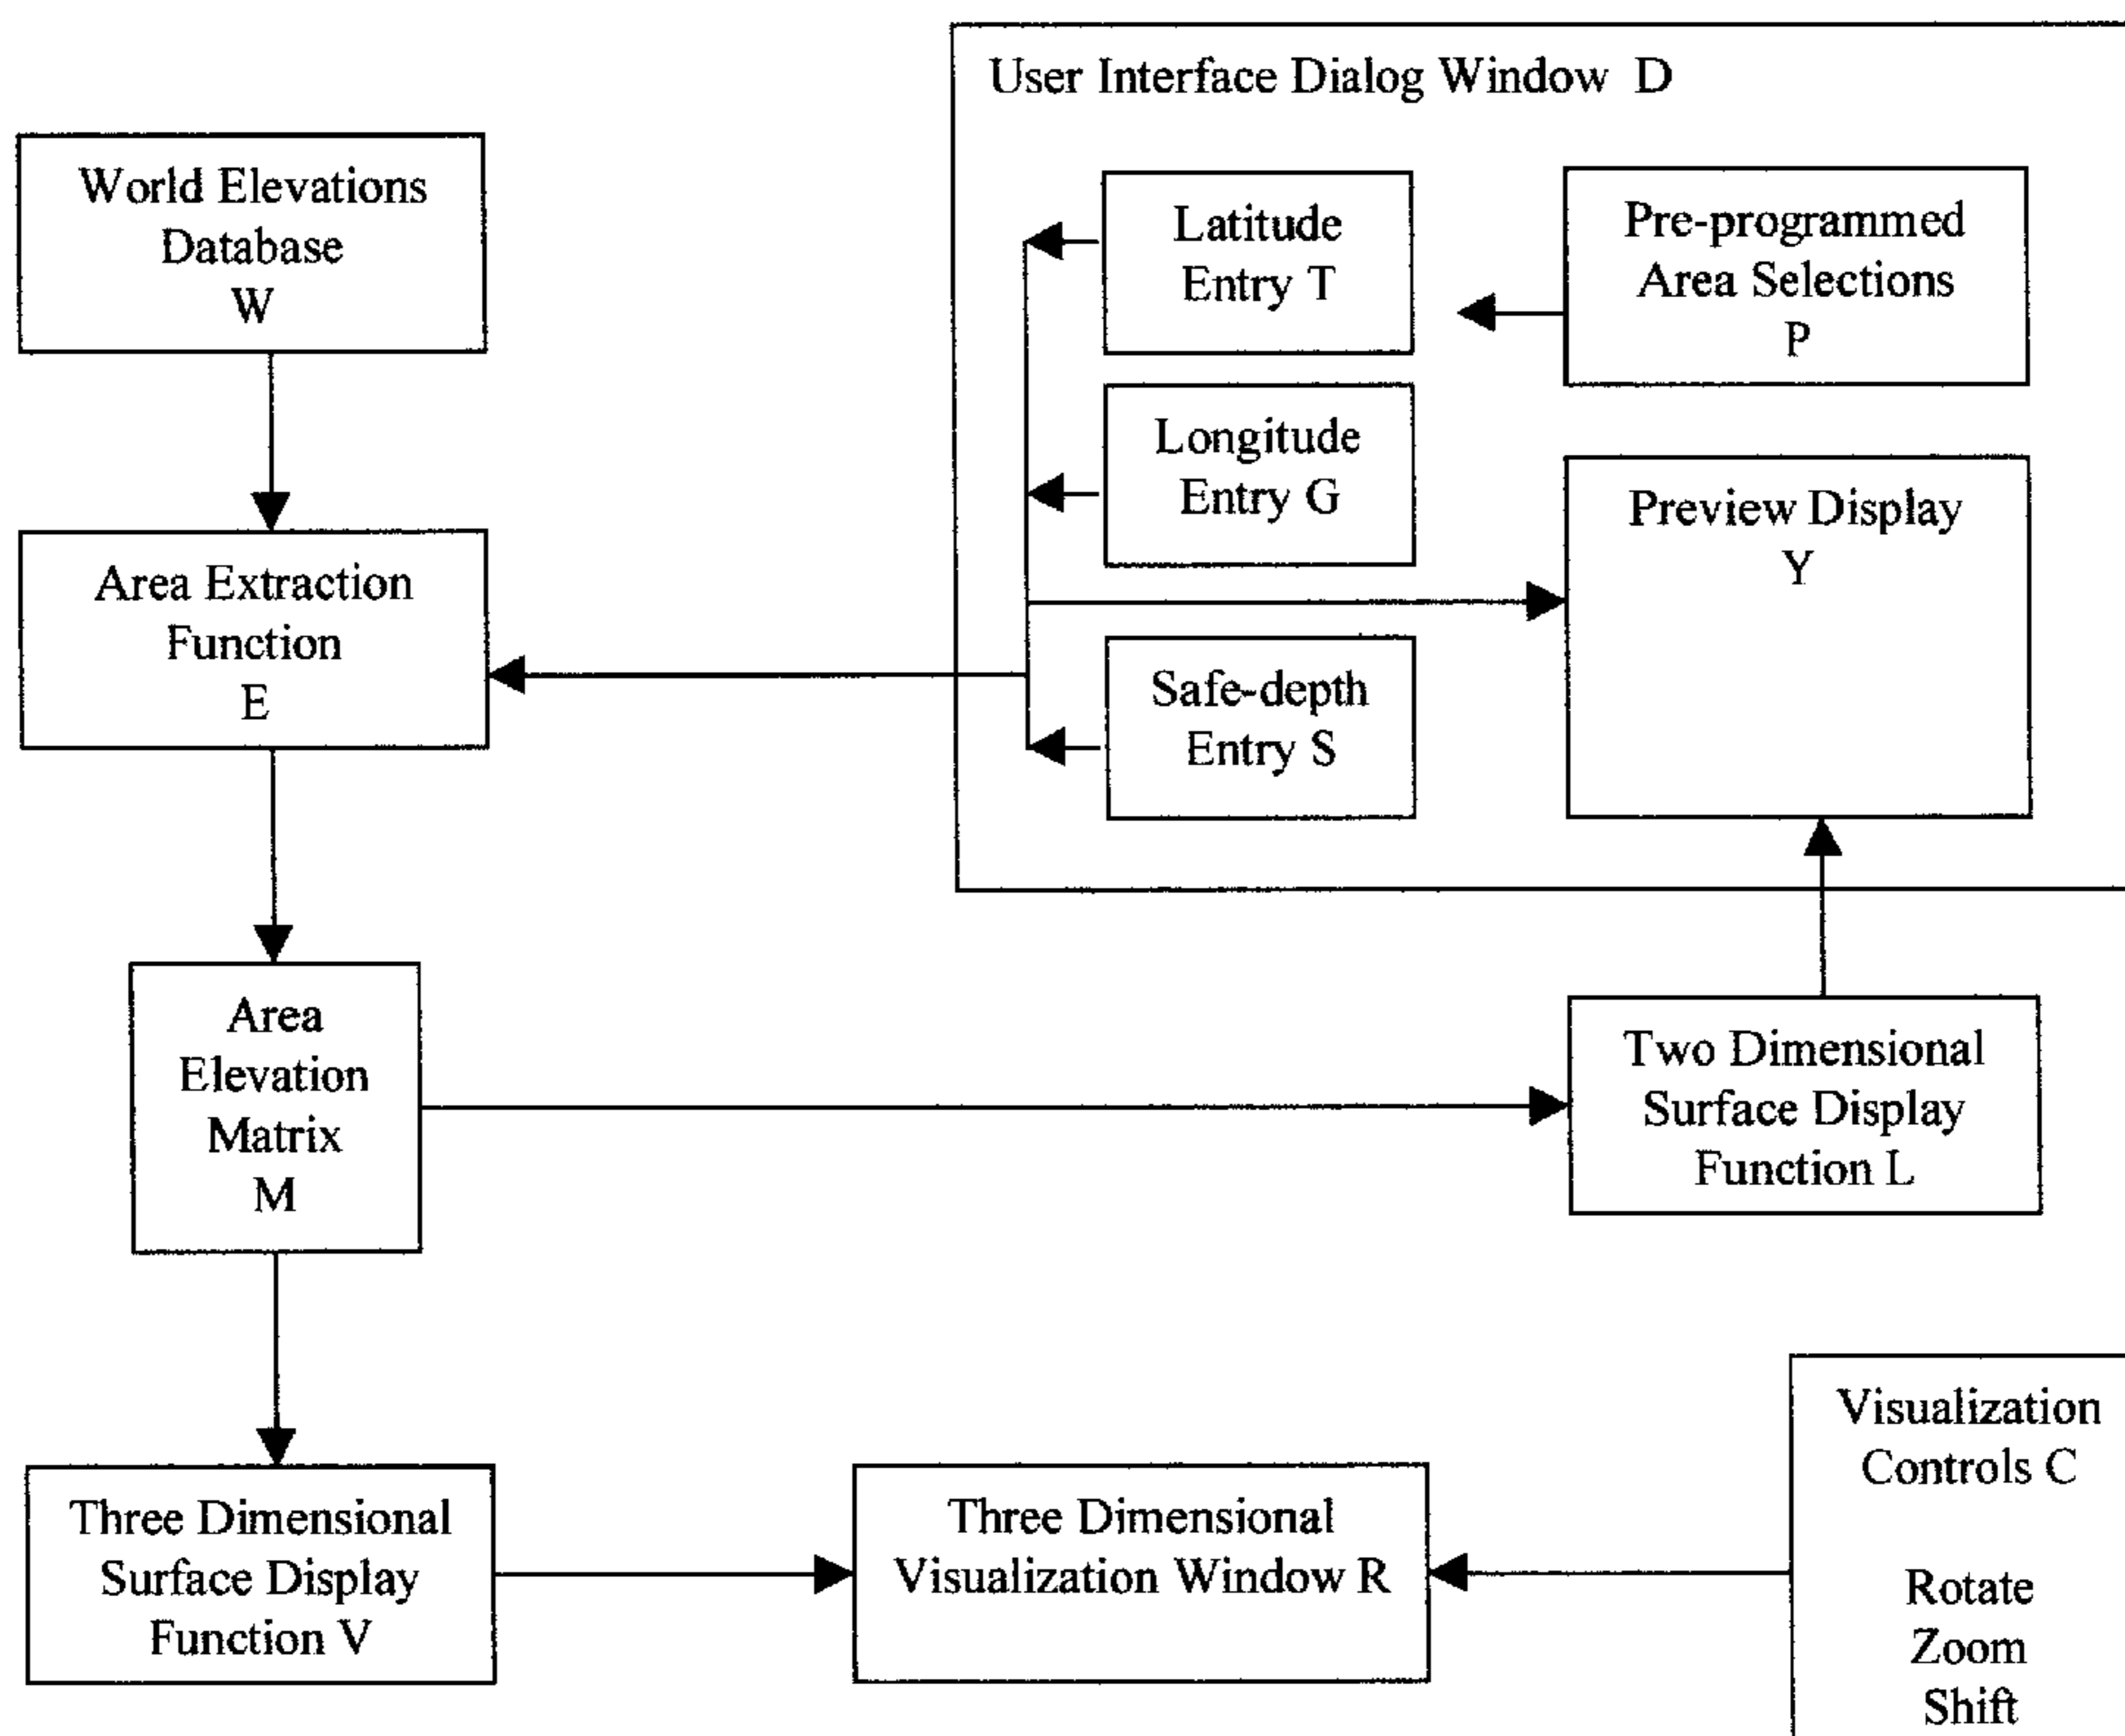 User Interface Dialog Window D
World Elevations
Database
W
Latitude
Entry T
Pre-programmed
Area Selections
P
Longitude
Entry G
Preview Display
Y
Area Extraction
Function
E
Safe-depth
Entry S
Area
Elevation
Matrix
M
Two Dimensional
Surface Display
Function L
Three Dimensional
Surface Display
Function V
Three Dimensional
Visualization Window R
Visualization
Controls C
Rotate
Zoom
Shift